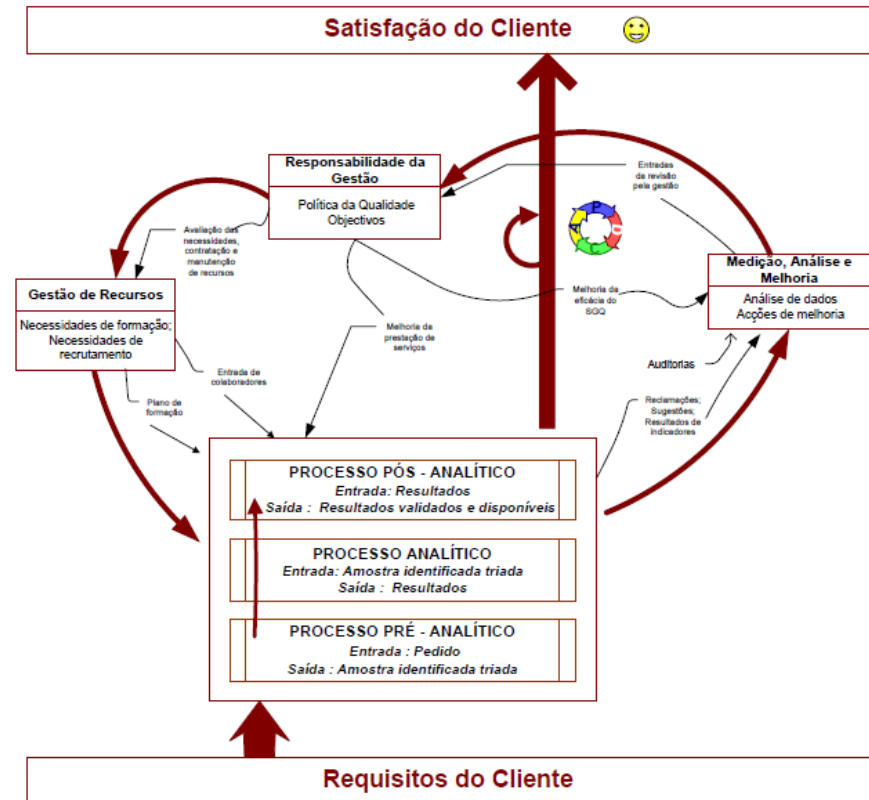 Satisfação do Cliente
Responsabilidade da
Gestão
Política da Qualidade
Objectivos
Entradas
da revisão
pela gestão
Avaliação das
necessidades,
contratação e
manutenção
de recursos
P
D
C
A
Medição, Análise e
Melhoria
Análise de dados
Acções de melhoria
Gestão de Recursos
Necessidades de formação;
Necessidades de
recrutamento
Melhoria da
eficácia do
SGQ
Melhoria da
prestação de
serviços
Auditorias
Entrada de
colaboradores
Plano de
formação
Reclamações;
Sugestões;
Resultados de
indicadores
PROCESSO PÓS - ANALÍTICO
Entrada: Resultados
Saída : Resultados validados e disponíveis
PROCESSO ANALÍTICO
Entrada: Amostra identificada triada
Saída : Resultados
PROCESSO PRÉ - ANALÍTICO
Entrada : Pedido
Saída : Amostra identificada triada
Requisitos do Cliente